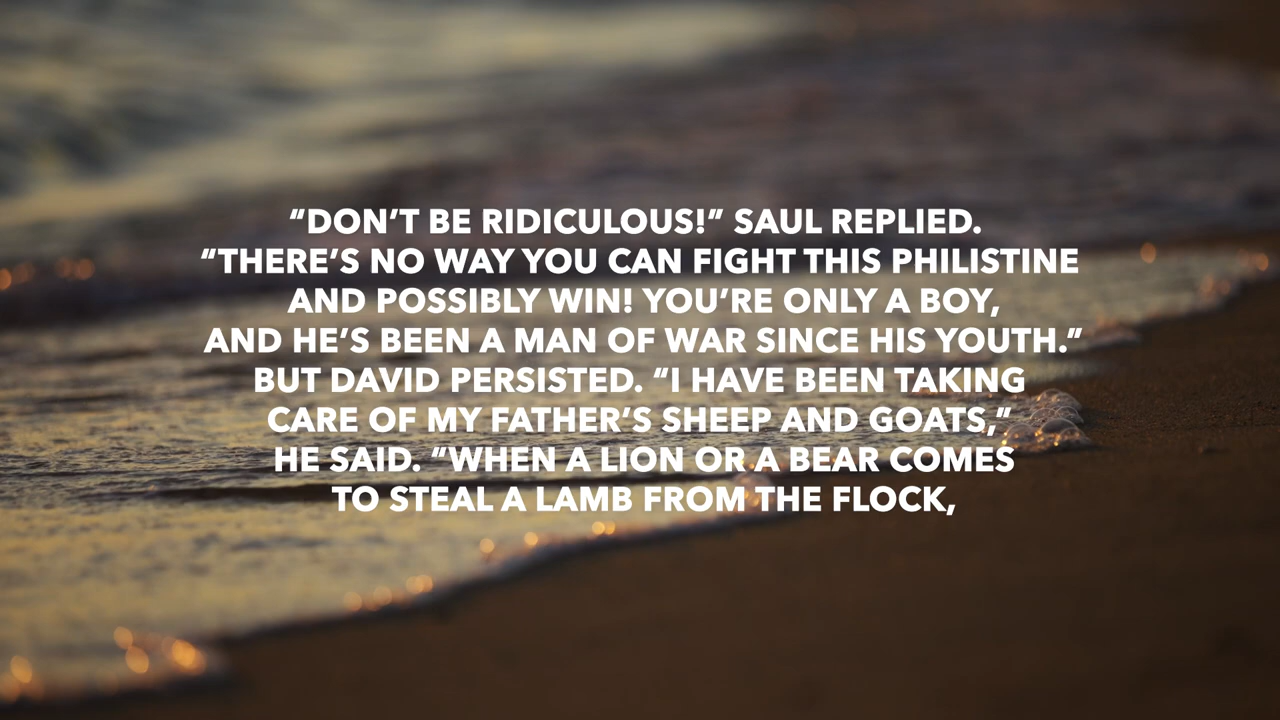 “DON’T BE RIDICULOUS!” SAUL REPLIED.
“THERE’S NO WAY YOU CAN FIGHT THIS PHILISTINE
AND POSSIBLY WIN! YOU’RE ONLY A BOY,
AND HE’S BEEN A MAN OF WAR SINCE HIS YOUTH.”
BUT DAVID PERSISTED. “I HAVE BEEN TAKING
CARE OF MY FATHER’S SHEEP AND GOATS,”
HE SAID. “WHEN A LION OR A BEAR COMES
TO STEAL A LAMB FROM THE FLOCK,